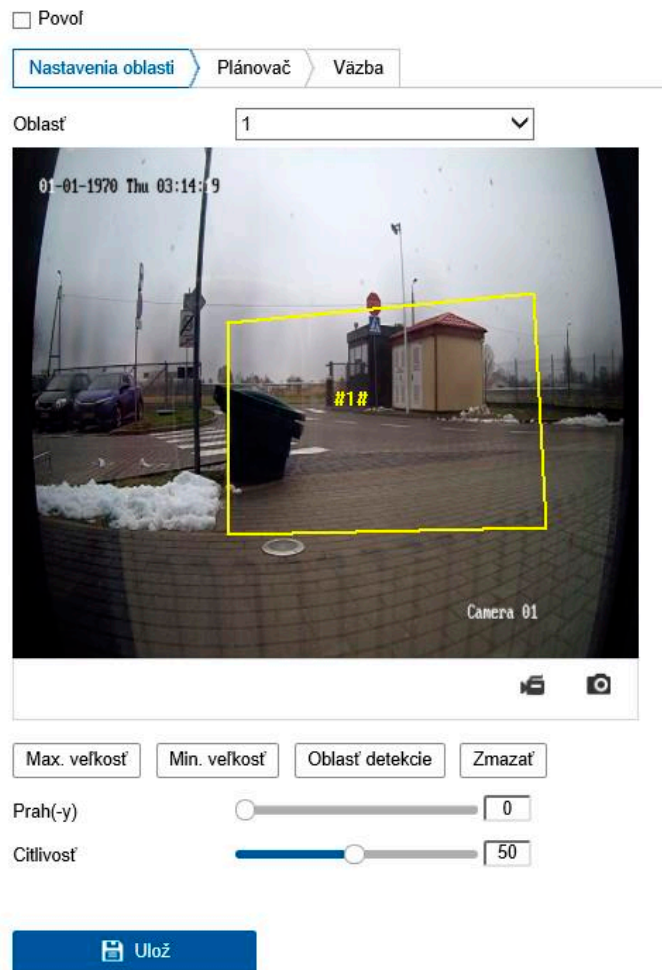 Povoľ
Nastavenia oblasti Plánovač Väzba
Oblasť 1
01-01-1970 Thu 03:14:19
#1#
Camera 01
Max. veľkosť Min. veľkosť Oblasť detekcie Zmazať
Prah(-y) 0
Citlivosť 50
Ulož